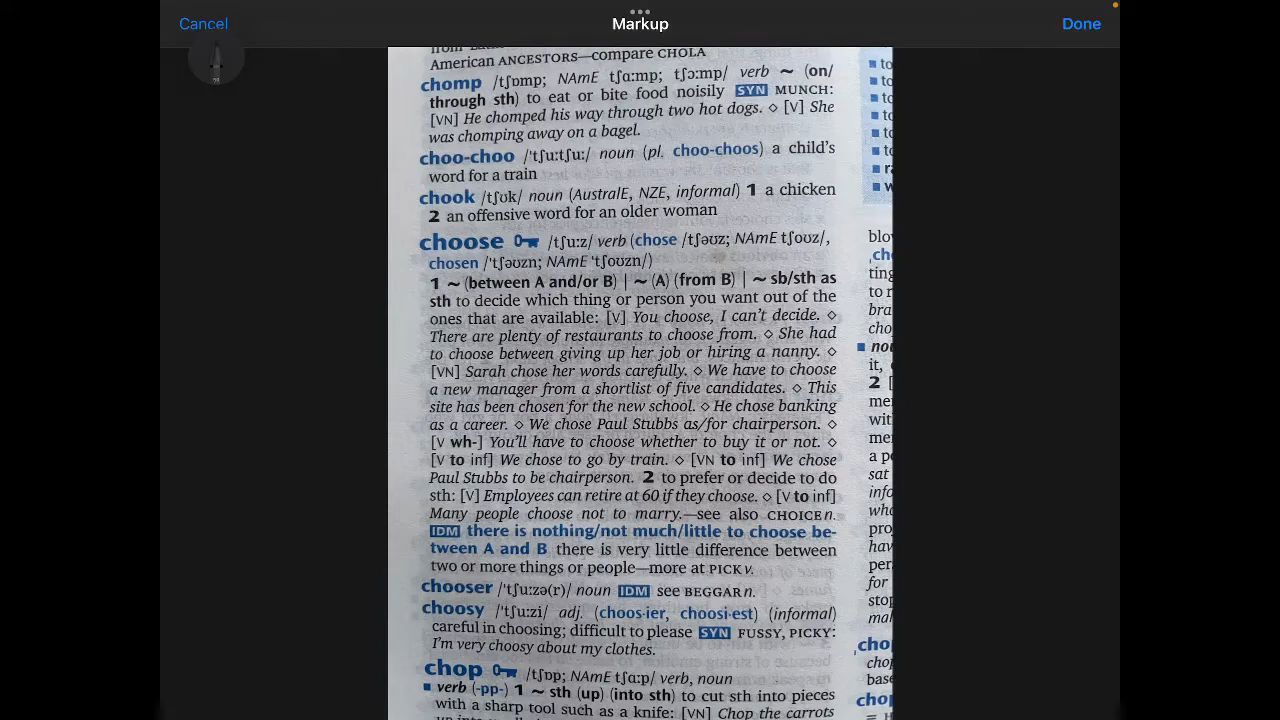 Cancel
Markup
Done
American ANCESTORS—compare CHOLA
chomp /tʃɒmp; NAmE tʃɑːmp; tʃɔːmp/ verb ~ (on/
through sth) to eat or bite food noisily SYN MUNCH:
[VN] He chomped his way through two hot dogs. ◇ [V] She
was chomping away on a bagel.
choo-choo /ˈtʃuːtʃuː/ noun (pl. choo-choos) a child's
word for a train
chook /tʃʊk/ noun (AustralE, NZE, informal) 1 a chicken
2 an offensive word for an older woman
choose /tʃuːz/ verb (chose /tʃəʊz; NAmE tʃoʊz/,
chosen /ˈtʃəʊzn; NAmE ˈtʃoʊzn/)
1 ~ (between A and/or B) | ~ (A) (from B) | ~ sb/sth as
sth to decide which thing or person you want out of the
ones that are available: [V] You choose, I can't decide. ◇
There are plenty of restaurants to choose from. ◇ She had
to choose between giving up her job or hiring a nanny. ◇
[VN] Sarah chose her words carefully. ◇ We have to choose
a new manager from a shortlist of five candidates. ◇ This
site has been chosen for the new school. ◇ He chose banking
as a career. ◇ We chose Paul Stubbs as/for chairperson. ◇
[V wh-] You'll have to choose whether to buy it or not. ◇
[V to inf] We chose to go by train. ◇ [VN to inf] We chose
Paul Stubbs to be chairperson. 2 to prefer or decide to do
sth: [V] Employees can retire at 60 if they choose. ◇ [V to inf]
Many people choose not to marry.—see also CHOICE n.
IDM there is nothing/not much/little to choose be-
tween A and B there is very little difference between
two or more things or people—more at PICK v.
chooser /ˈtʃuːzə(r)/ noun IDM see BEGGAR n.
choosy /ˈtʃuːzi/ adj. (choos·ier, choosi·est) (informal)
careful in choosing; difficult to please SYN FUSSY, PICKY:
I'm very choosy about my clothes.
chop /tʃɒp; NAmE tʃɑːp/ verb, noun
■ verb (-pp-) 1 ~ sth (up) (into sth) to cut sth into pieces
with a sharp tool such as a knife: [VN] Chop the carrots